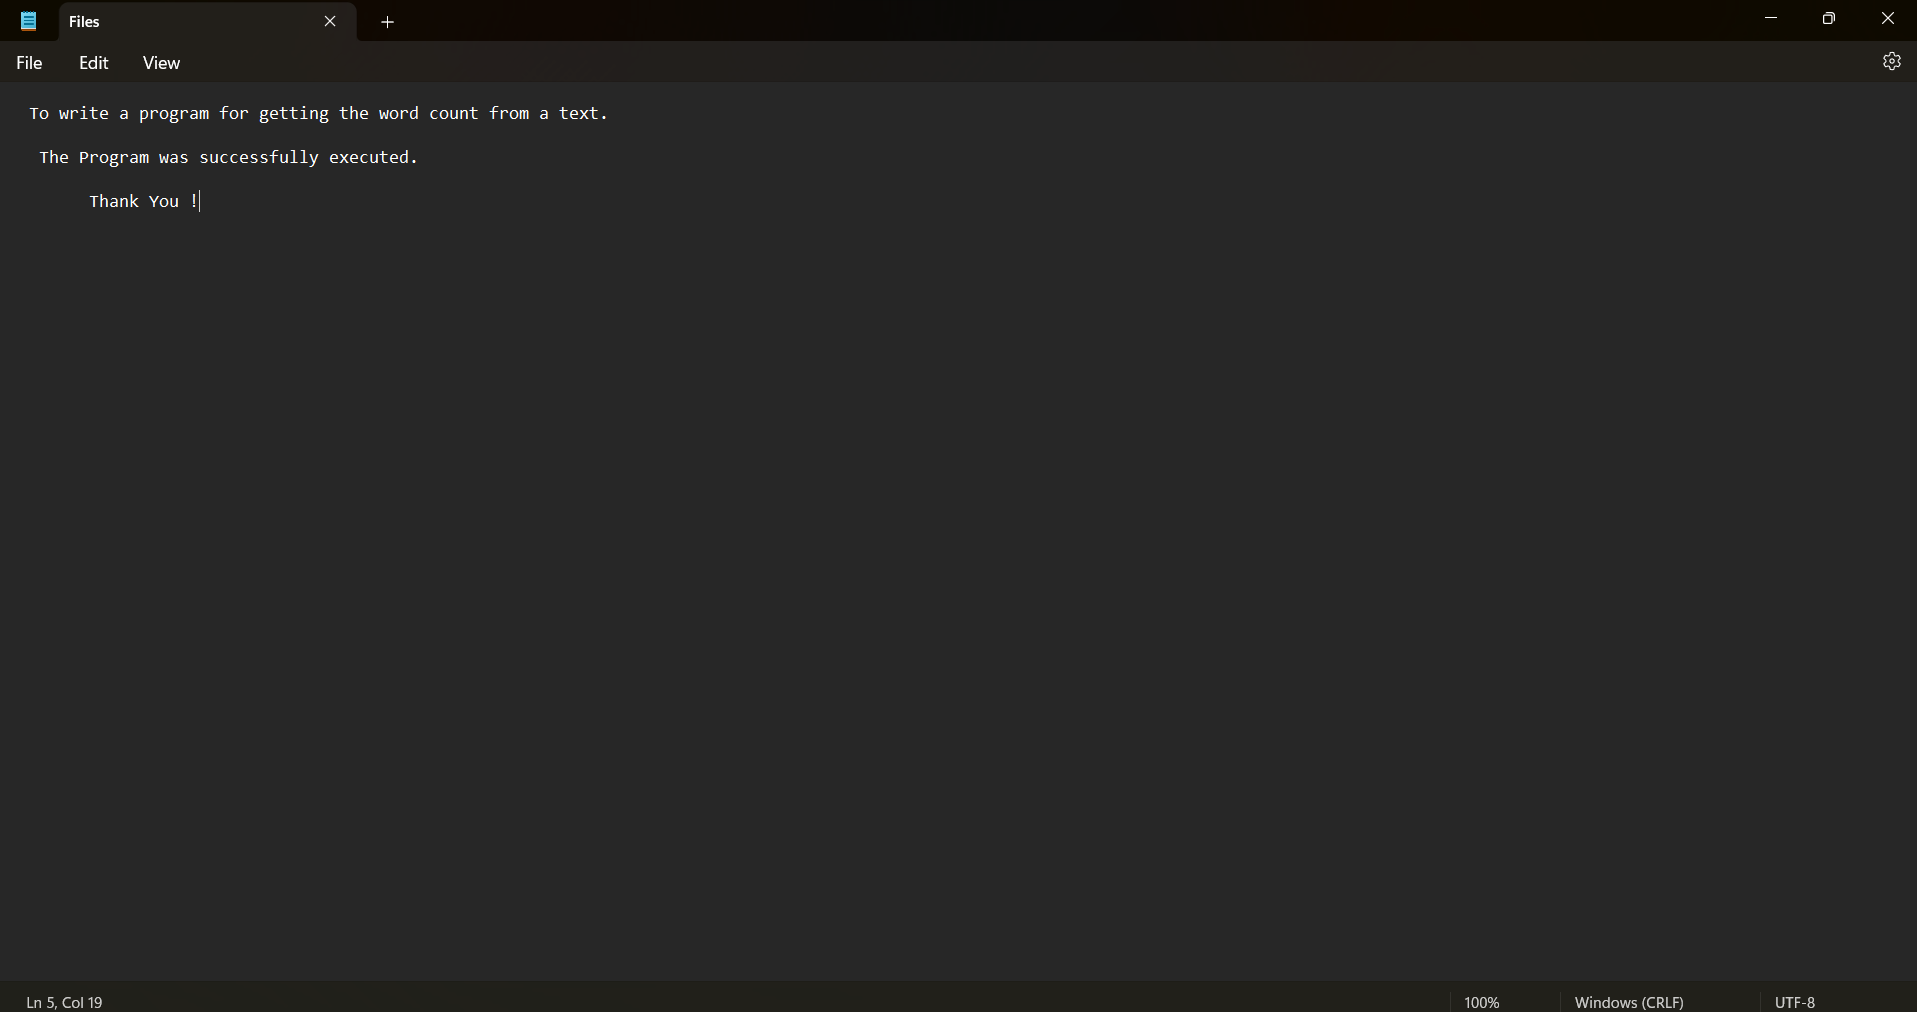 Files
File Edit View
To write a program for getting the word count from a text.
The Program was successfully executed.
Thank You !
Ln 5, Col 19 100% Windows (CRLF) UTF-8